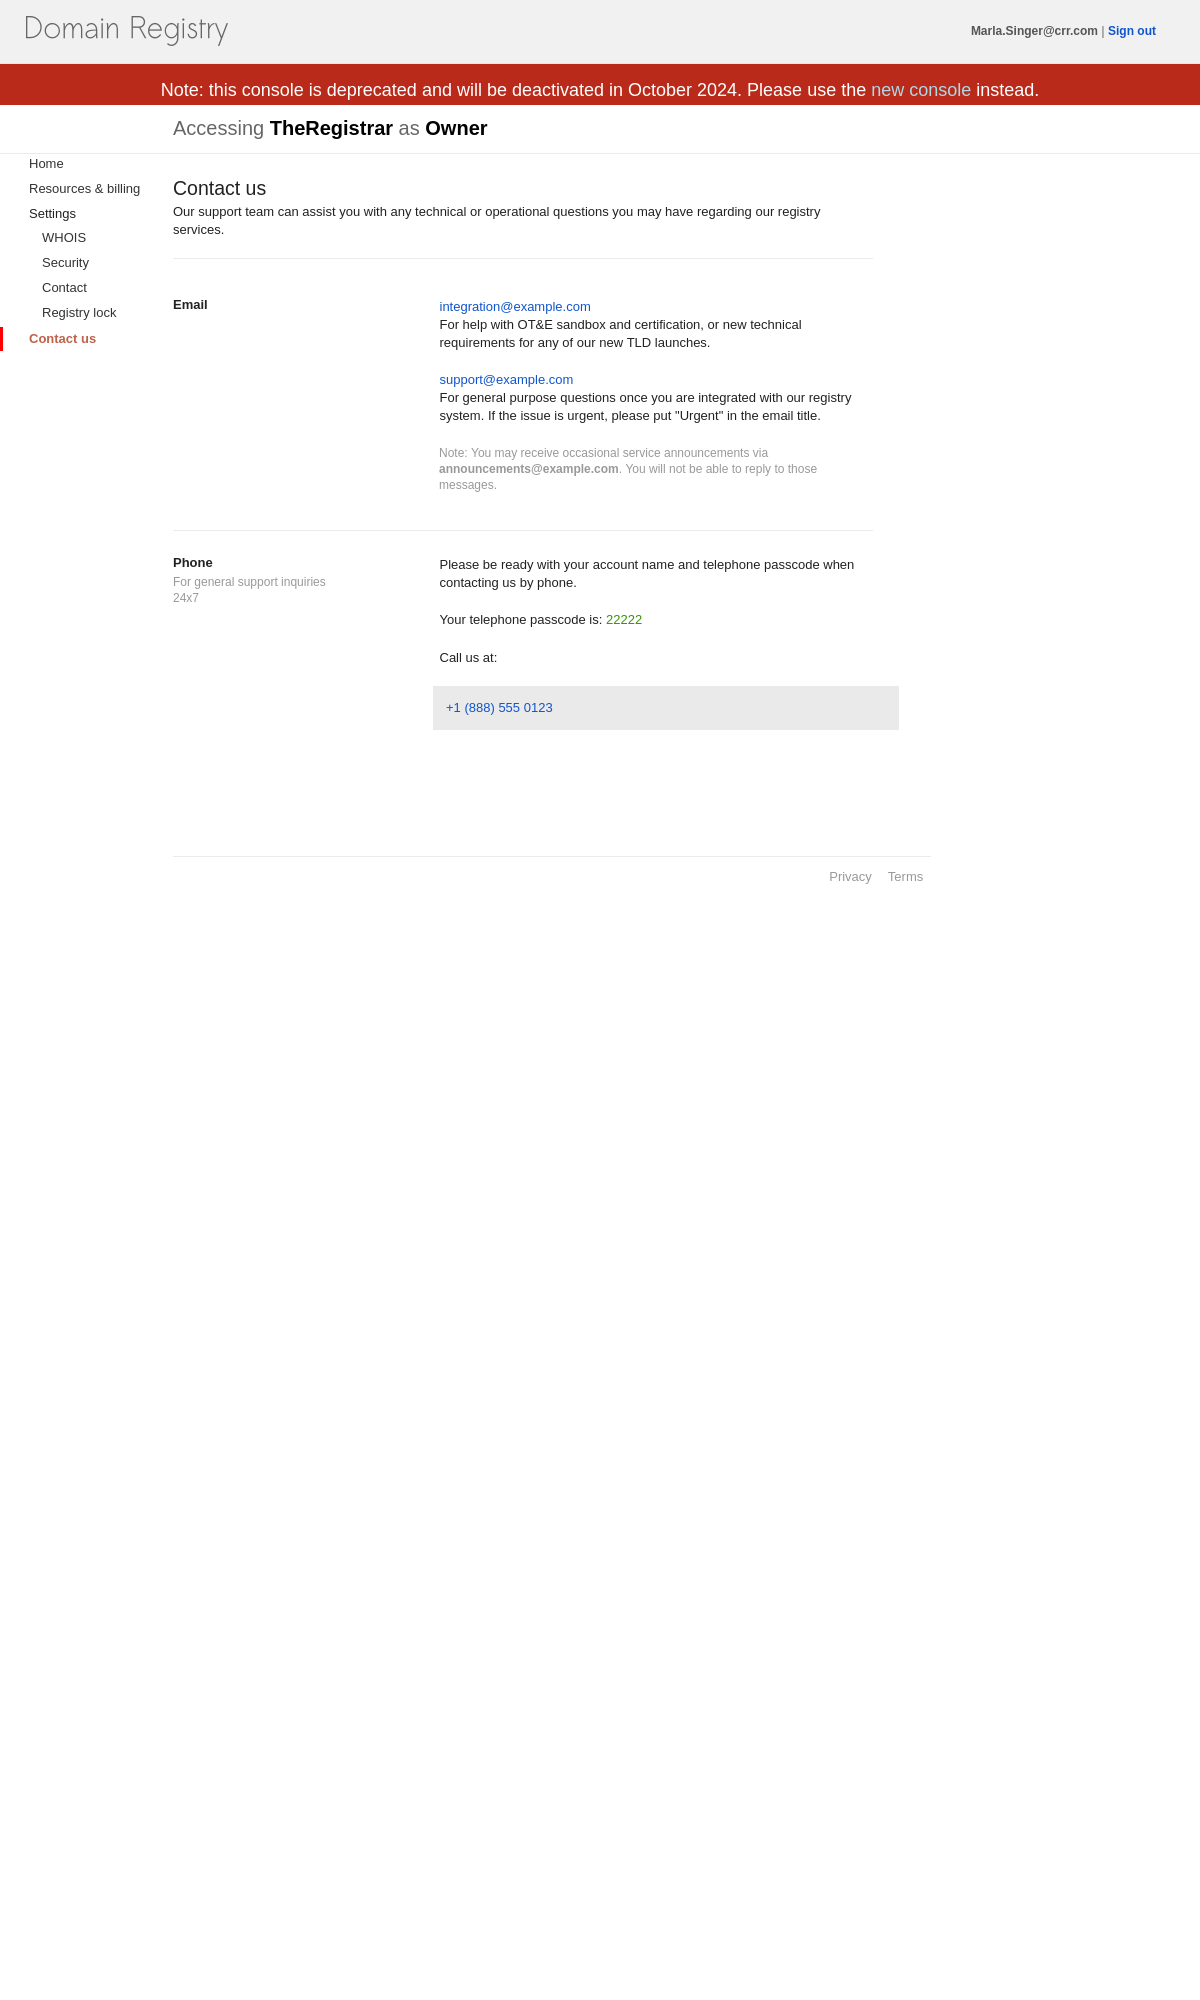 Domain Registry
Marla.Singer@crr.com | Sign out
Note: this console is deprecated and will be deactivated in October 2024. Please use the new console instead.
Accessing TheRegistrar as Owner
Home
Resources & billing
Settings
WHOIS
Security
Contact
Registry lock
Contact us
Contact us
Our support team can assist you with any technical or operational questions you may have regarding our registry
services.
Email
integration@example.com
For help with OT&E sandbox and certification, or new technical
requirements for any of our new TLD launches.
support@example.com
For general purpose questions once you are integrated with our registry
system. If the issue is urgent, please put "Urgent" in the email title.
Note: You may receive occasional service announcements via
announcements@example.com. You will not be able to reply to those
messages.
Phone
For general support inquiries
24x7
Please be ready with your account name and telephone passcode when
contacting us by phone.
Your telephone passcode is: 22222
Call us at:
+1 (888) 555 0123
Privacy Terms